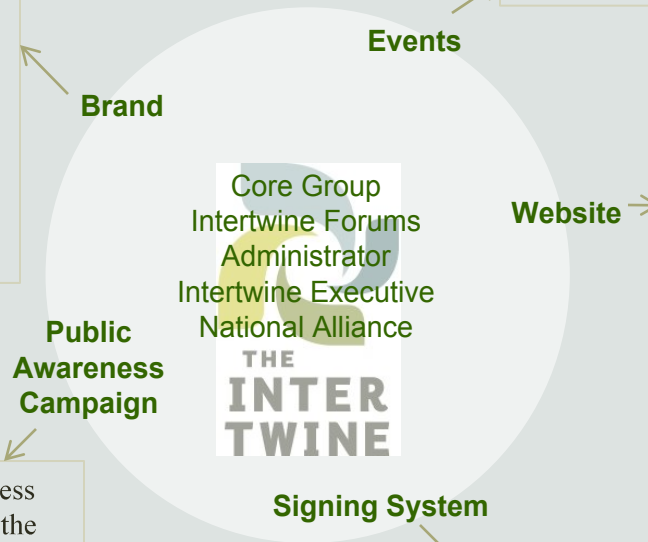 Events
Brand
Core Group
Intertwine Forums
Administrator
Intertwine Executive
National Alliance
Website
Public
Awareness
Campaign
THE
INTER
TWINE
Signing System
ess
the